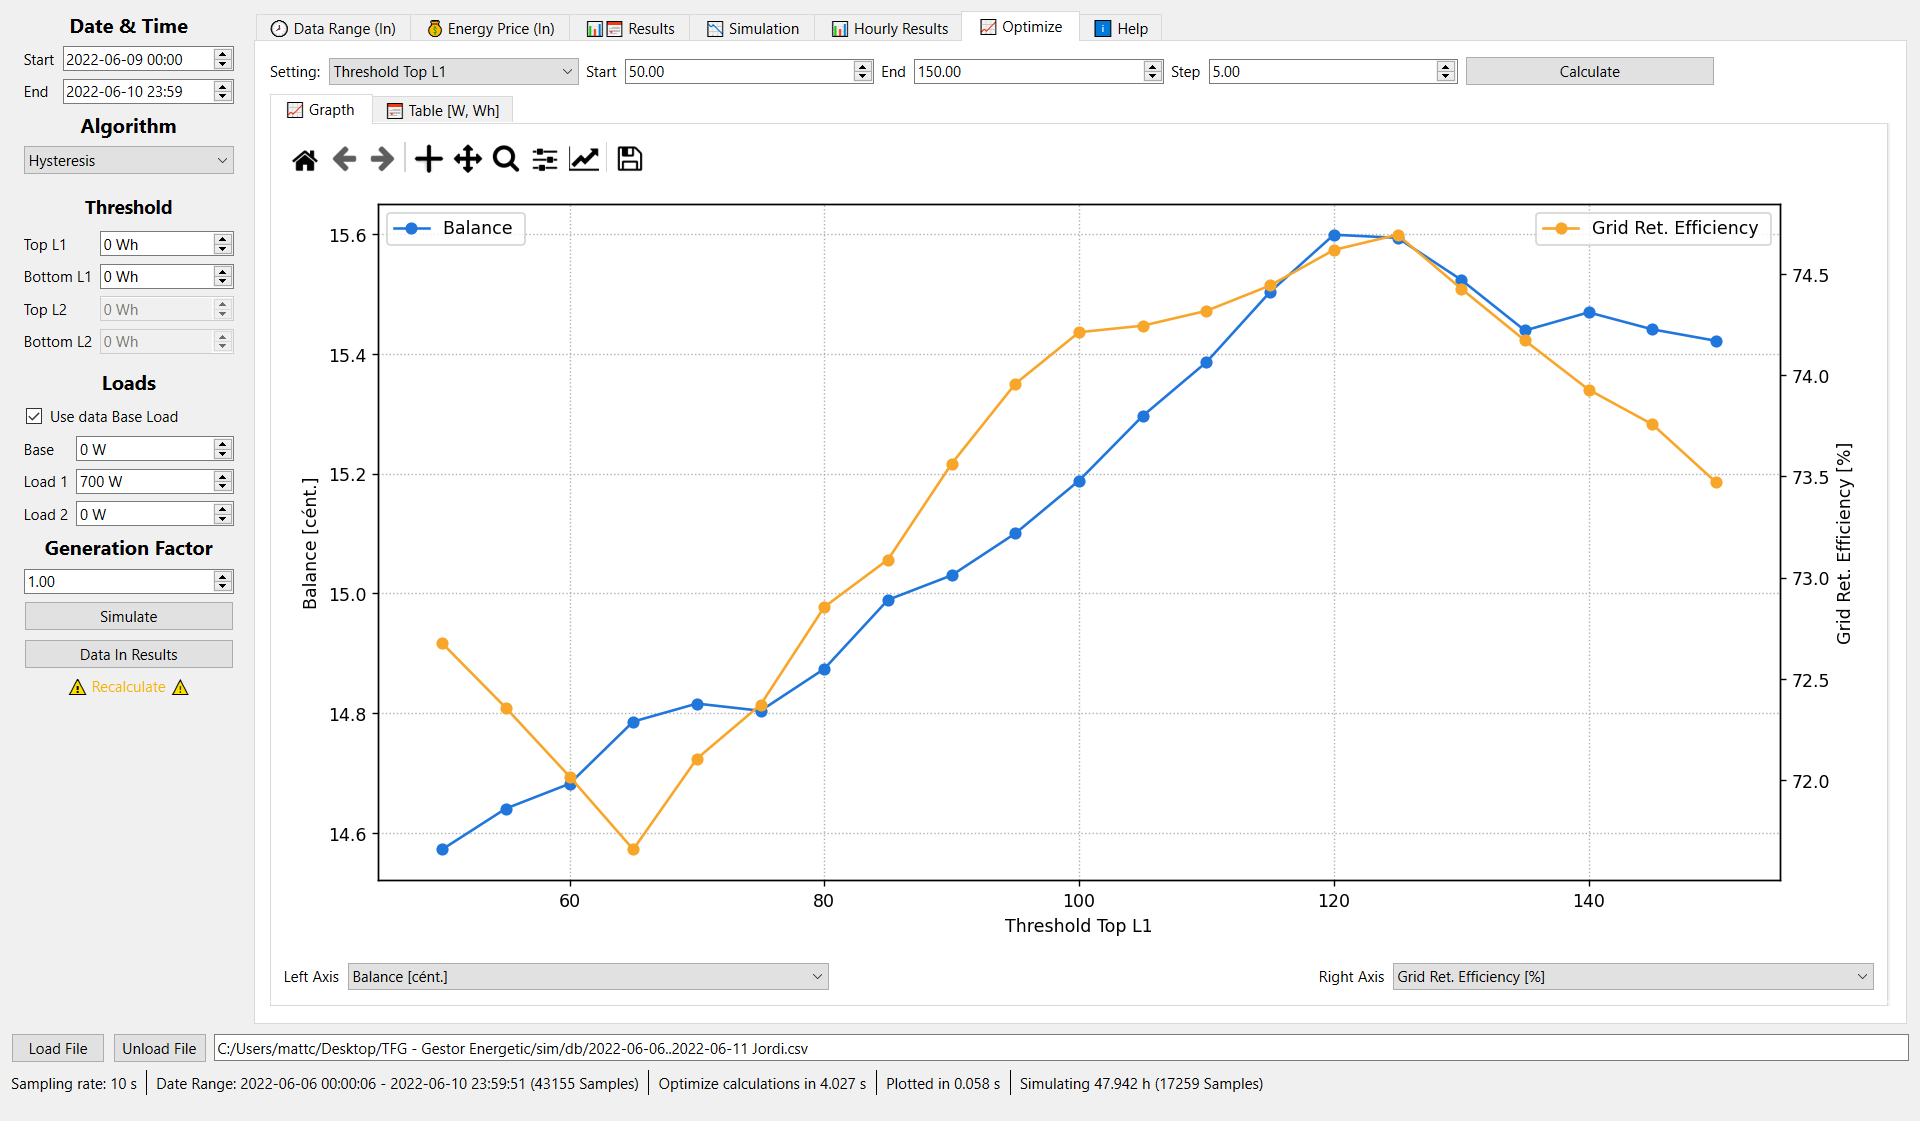 Date & Time
Start 2022-06-09 00:00
End 2022-06-10 23:59
Algorithm
Hysteresis
Threshold
Top L1 0 Wh
Bottom L1 0 Wh
Top L2 0 Wh
Bottom L2 0 Wh
Loads
Use data Base Load
Base 0 W
Load 1 700 W
Load 2 0 W
Generation Factor
1.00
Simulate
Data In Results
Recalculate
Data Range (In) Energy Price (In) Results Simulation Hourly Results Optimize Help
Setting: Threshold Top L1 Start 50.00 End 150.00 Step 5.00 Calculate
Grapth Table [W, Wh]
Balance
Grid Ret. Efficiency
15.6
15.4
15.2
15.0
14.8
14.6
Balance [cént.]
74.5
74.0
73.5
73.0
72.5
72.0
Grid Ret. Efficiency [%]
60 80 100 120 140
Threshold Top L1
Left Axis Balance [cént.] Right Axis Grid Ret. Efficiency [%]
Load File Unload File C:/Users/mattc/Desktop/TFG - Gestor Energetic/sim/db/2022-06-06..2022-06-11 Jordi.csv
Sampling rate: 10 s Date Range: 2022-06-06 00:00:06 - 2022-06-10 23:59:51 (43155 Samples) Optimize calculations in 4.027 s Plotted in 0.058 s Simulating 47.942 h (17259 Samples)